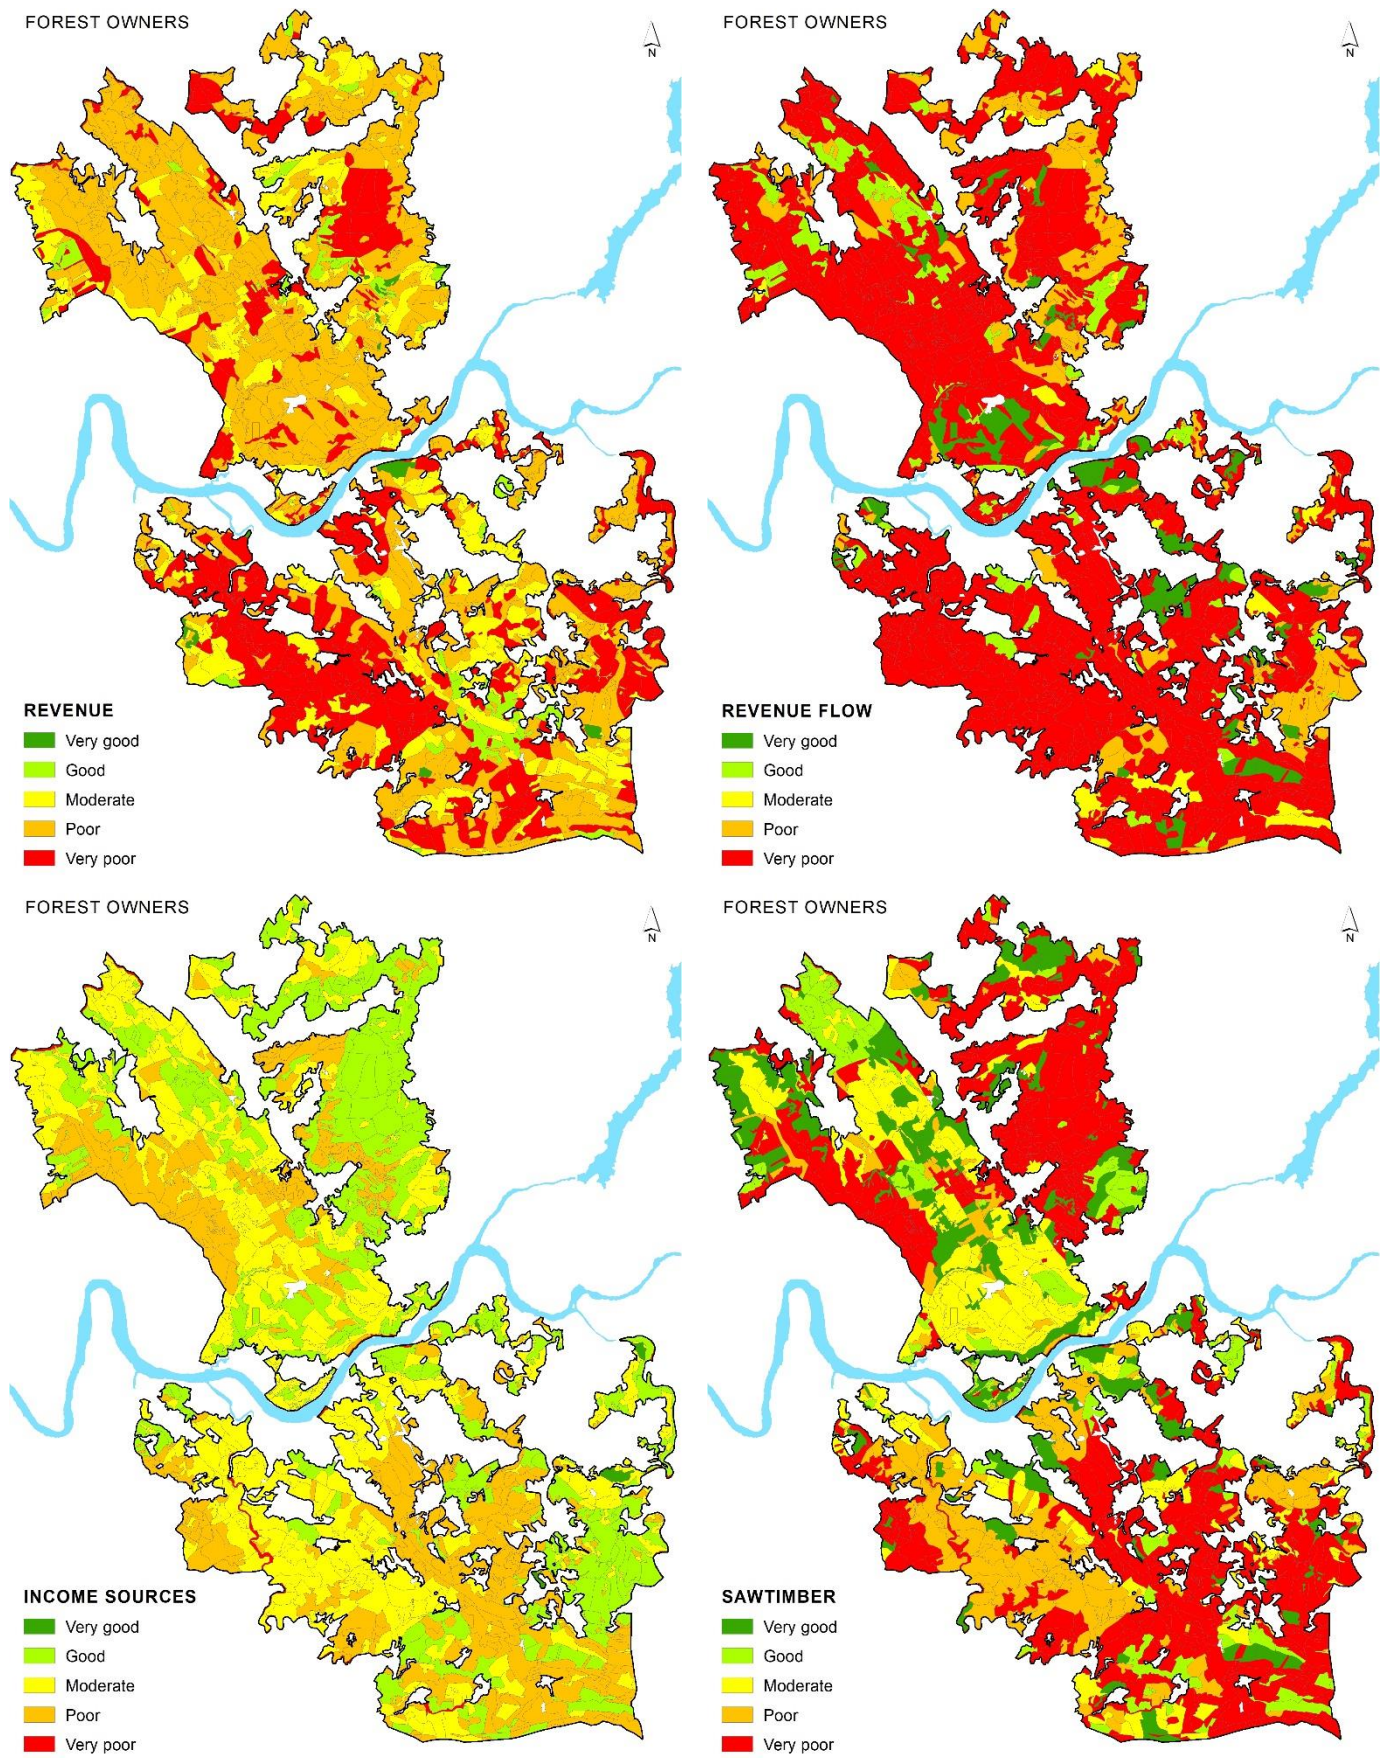 FOREST OWNERS
N
REVENUE
Very good
Good
Moderate
Poor
Very poor
FOREST OWNERS
N
REVENUE FLOW
Very good
Good
Moderate
Poor
Very poor
FOREST OWNERS
N
INCOME SOURCES
Very good
Good
Moderate
Poor
Very poor
FOREST OWNERS
N
SAWTIMBER
Very good
Good
Moderate
Poor
Very poor